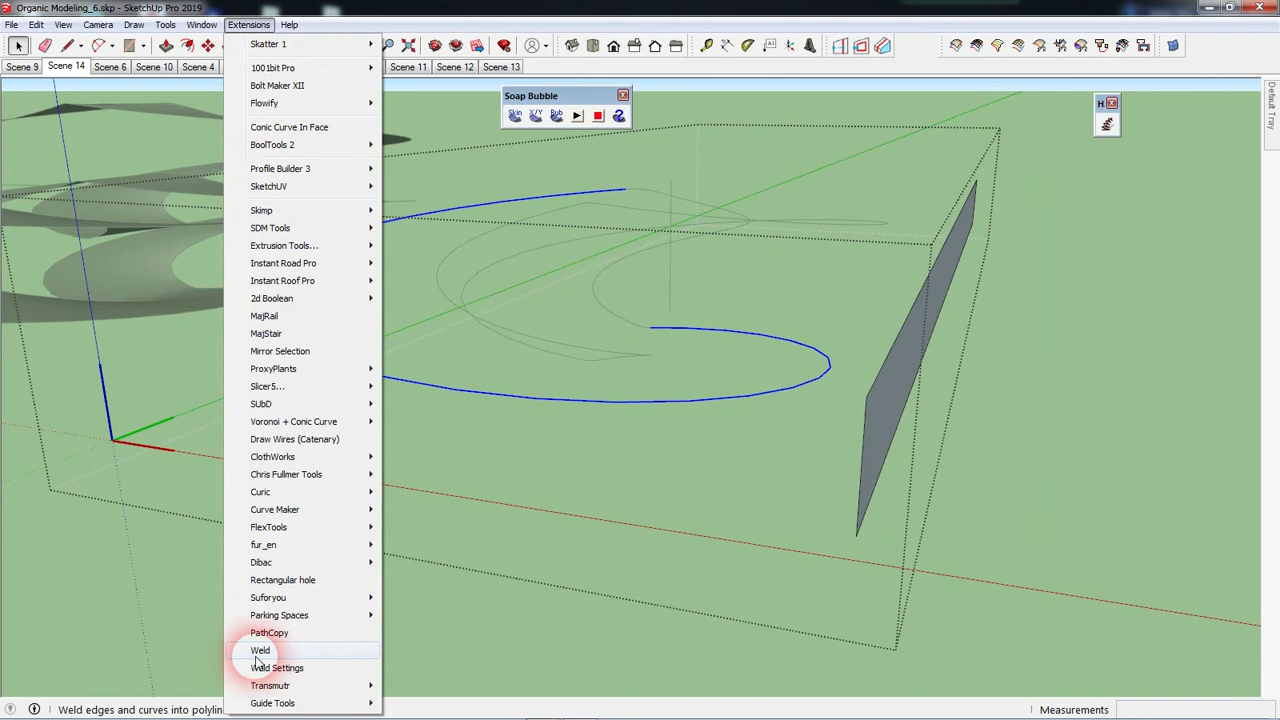 Organic Modeling_6.skp - SketchUp Pro 2019
File Edit View Camera Draw Tools Window Extensions Help
Scene 9 Scene 14 Scene 6 Scene 10 Scene 4 Scene 11 Scene 12 Scene 13
Soap Bubble
Skin X/Y Bub ?
H
Default Tray
Skatter 1
1001bit Pro
Bolt Maker XII
Flowify
Conic Curve In Face
BoolTools 2
Profile Builder 3
SketchUV
Skimp
SDM Tools
Extrusion Tools...
Instant Road Pro
Instant Roof Pro
2d Boolean
MajRail
MajStair
Mirror Selection
ProxyPlants
Slicer5...
SUbD
Voronoi + Conic Curve
Draw Wires (Catenary)
ClothWorks
Chris Fullmer Tools
Curic
Curve Maker
FlexTools
fur_en
Dibac
Rectangular hole
Suforyou
Parking Spaces
PathCopy
Weld
Weld Settings
Transmutr
Guide Tools
Weld edges and curves into polylin
Measurements